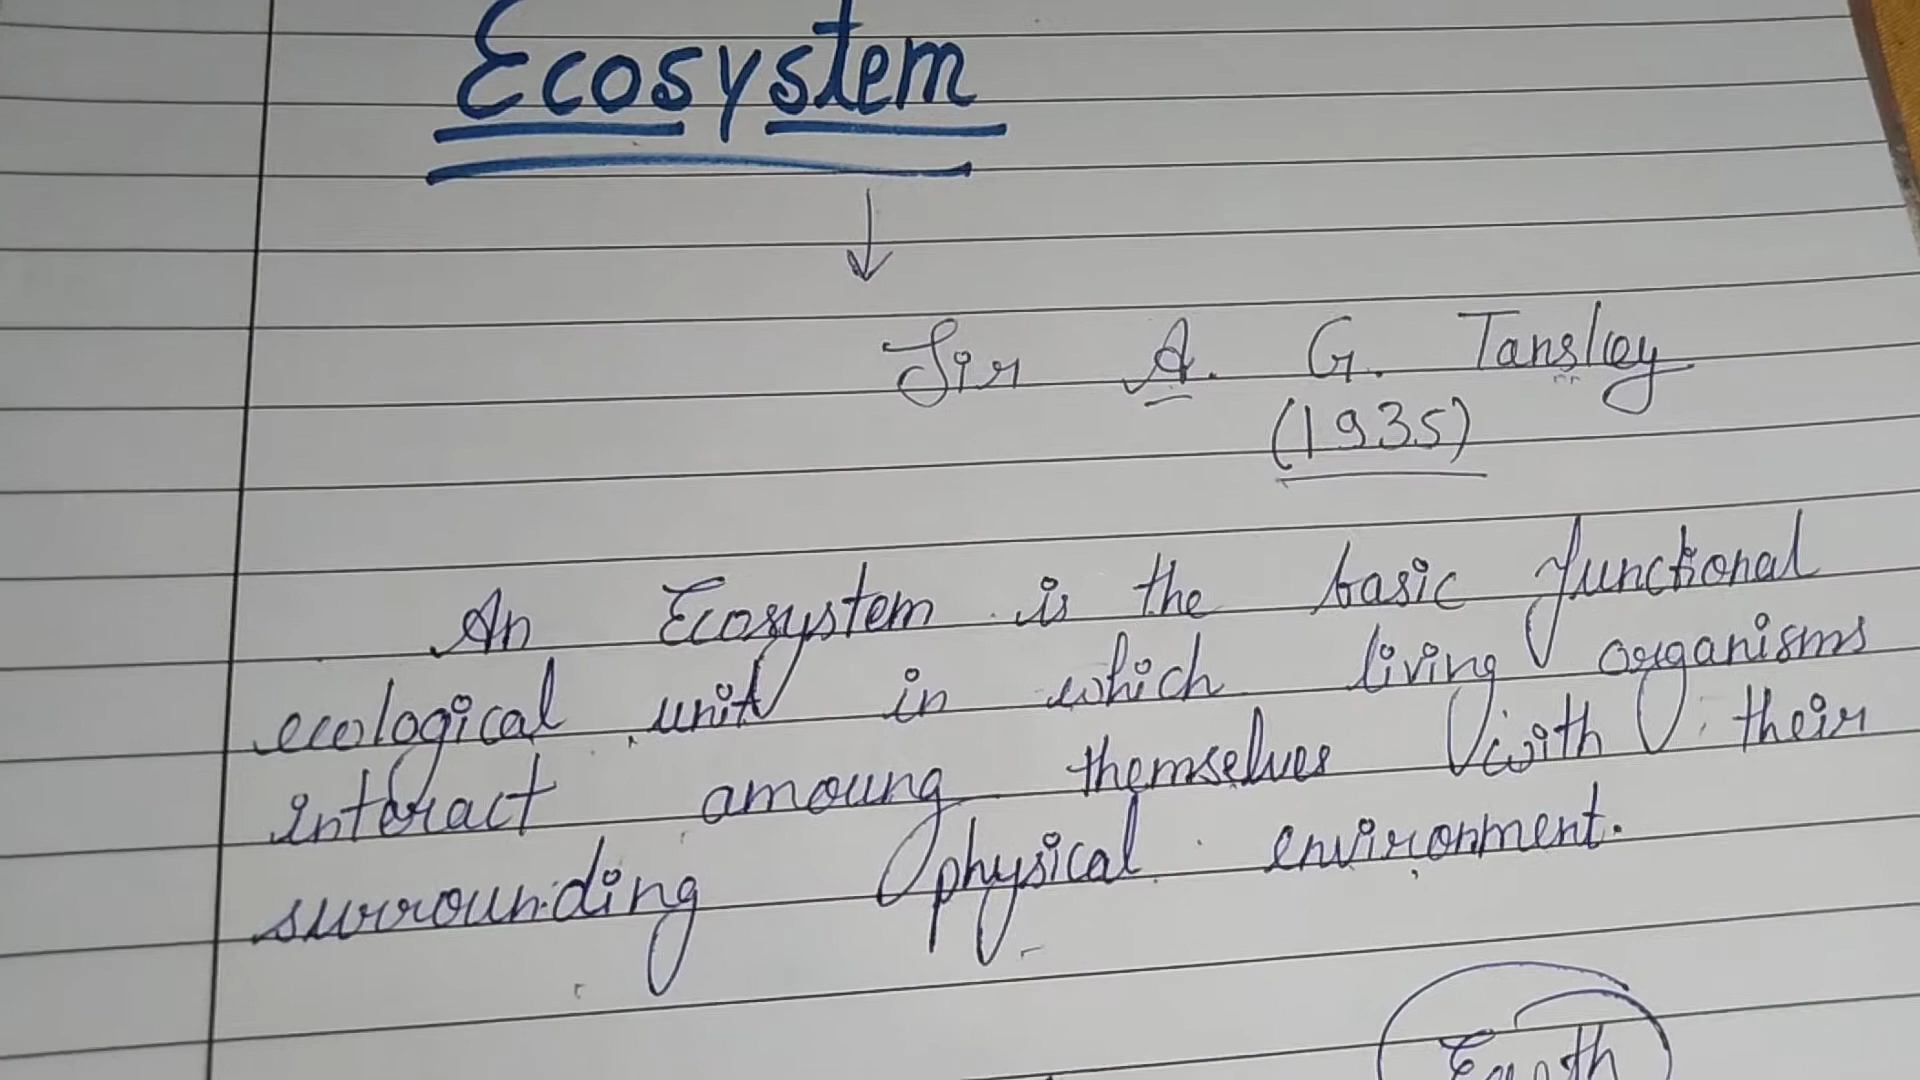 Ecosystem
↓
Sir A. G. Tansley
(1935)
An Ecosystem is the basic functional
ecological unit in which living organisms
interact amoung themselves with their
surrounding physical environment.
Earth